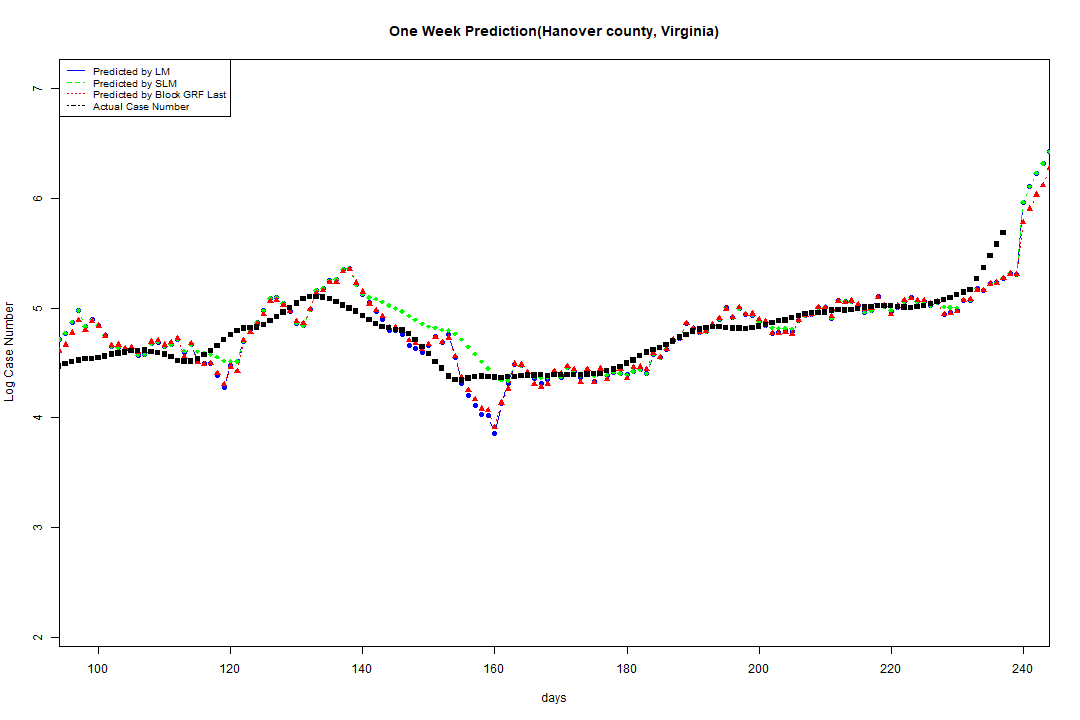 One Week Prediction(Hanover county, Virginia)
Predicted by LM
Predicted by SLM
Predicted by Block GRF Last
Actual Case Number
7
6
5
4
3
2
Log Case Number
100 120 140 160 180 200 220 240
days